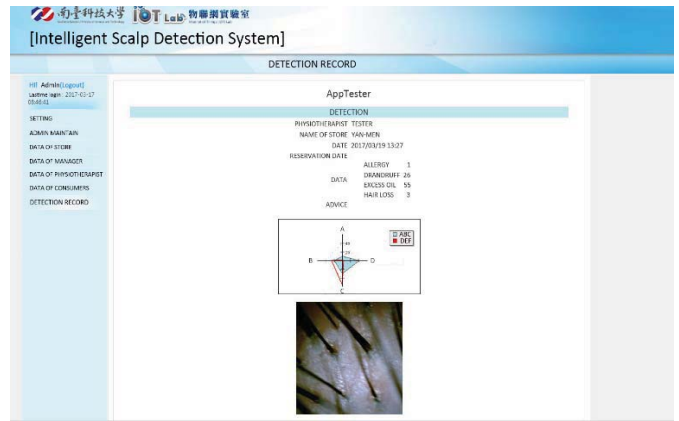 南臺科技大學 IOT Lab 物聯網實驗室
[Intelligent Scalp Detection System]
DETECTION RECORD
HI! Admin(Logout)
Lasttime login 2017-03-17
SETTING
ADMIN MAINTAIN
DATA OF STORE
DATA OF MANAGER
DATA OF PHYSIOTHERAPIST
DATA OF CONSUMERS
DETECTION RECORD
AppTester
DETECTION
PHYSIOTHERAPIST TESTER
NAME OF STORE YAN-MEN
DATE 2017/03/19 13:27
RESERVATION DATE
DATA
ALLERGY 1
DRANDRUFF 26
EXCESS OIL 55
HAIR LOSS 3
ADVICE
A
B
C
D
ABC
DEF